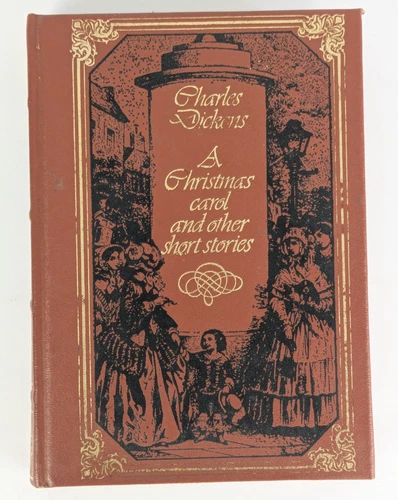 Charles
Dickens
A
Christmas
carol
and other
short stories